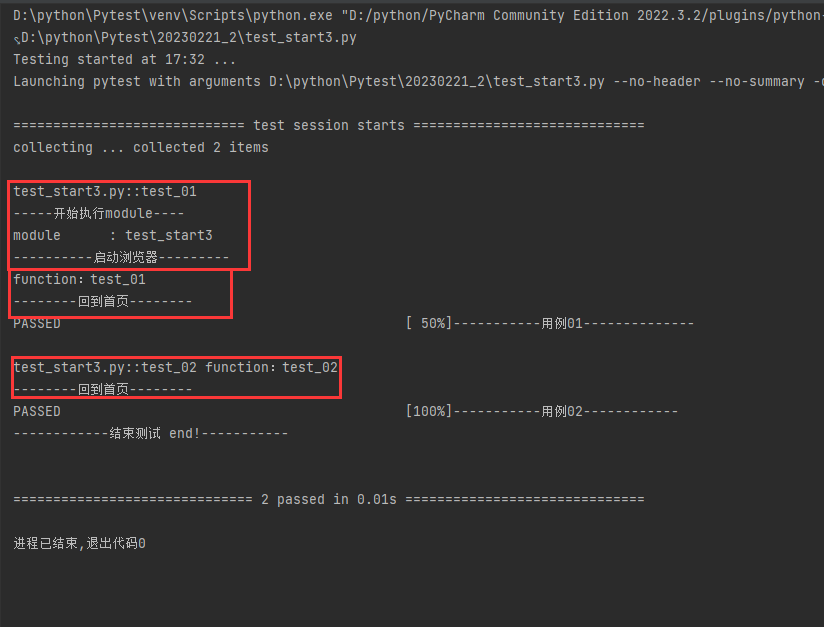 D:\python\Pytest\venv\Scripts\python.exe "D:/python/PyCharm Community Edition 2022.3.2/plugins/python-
D:\python\Pytest\20230221_2\test_start3.py
Testing started at 17:32 ...
Launching pytest with arguments D:\python\Pytest\20230221_2\test_start3.py --no-header --no-summary -
============================= test session starts =============================
collecting ... collected 2 items
test_start3.py::test_01
-----开始执行module----
module      : test_start3
----------启动浏览器---------
function：test_01
--------回到首页--------
PASSED                                           [ 50%]-----------用例01--------------
test_start3.py::test_02 function：test_02
--------回到首页--------
PASSED                                           [100%]-----------用例02------------
------------结束测试 end!-----------
============================== 2 passed in 0.01s ==============================
进程已结束,退出代码0